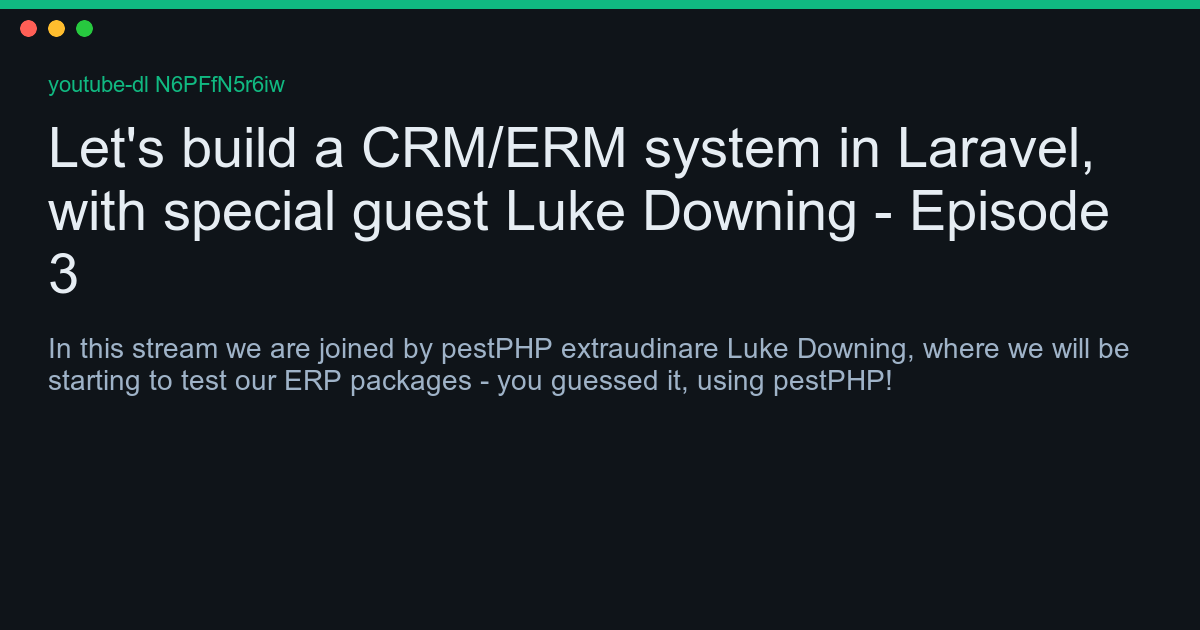 youtube-dl N6PFfN5r6iw
Let's build a CRM/ERM system in Laravel,
with special guest Luke Downing - Episode
3
In this stream we are joined by pestPHP extraudinare Luke Downing, where we will be
starting to test our ERP packages - you guessed it, using pestPHP!